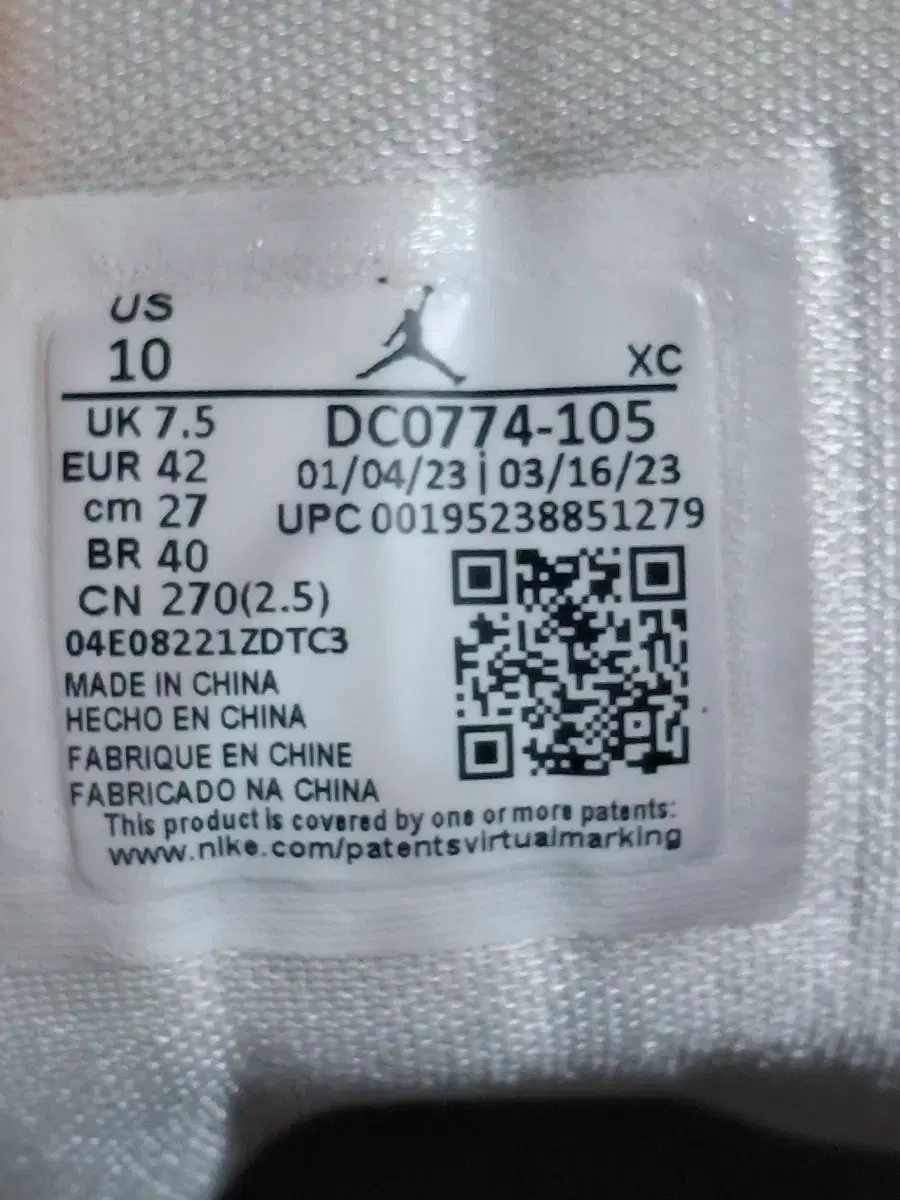 US
10
XC
UK 7.5
DC0774-105
EUR 42
01/04/23 | 03/16/23
cm 27
UPC 00195238851279
BR 40
CN 270(2.5)
04E08221ZDTC3
MADE IN CHINA
HECHO EN CHINA
FABRIQUE EN CHINE
FABRICADO NA CHINA
This product is covered by one or more patents:
www.nike.com/patentsvirtualmarking